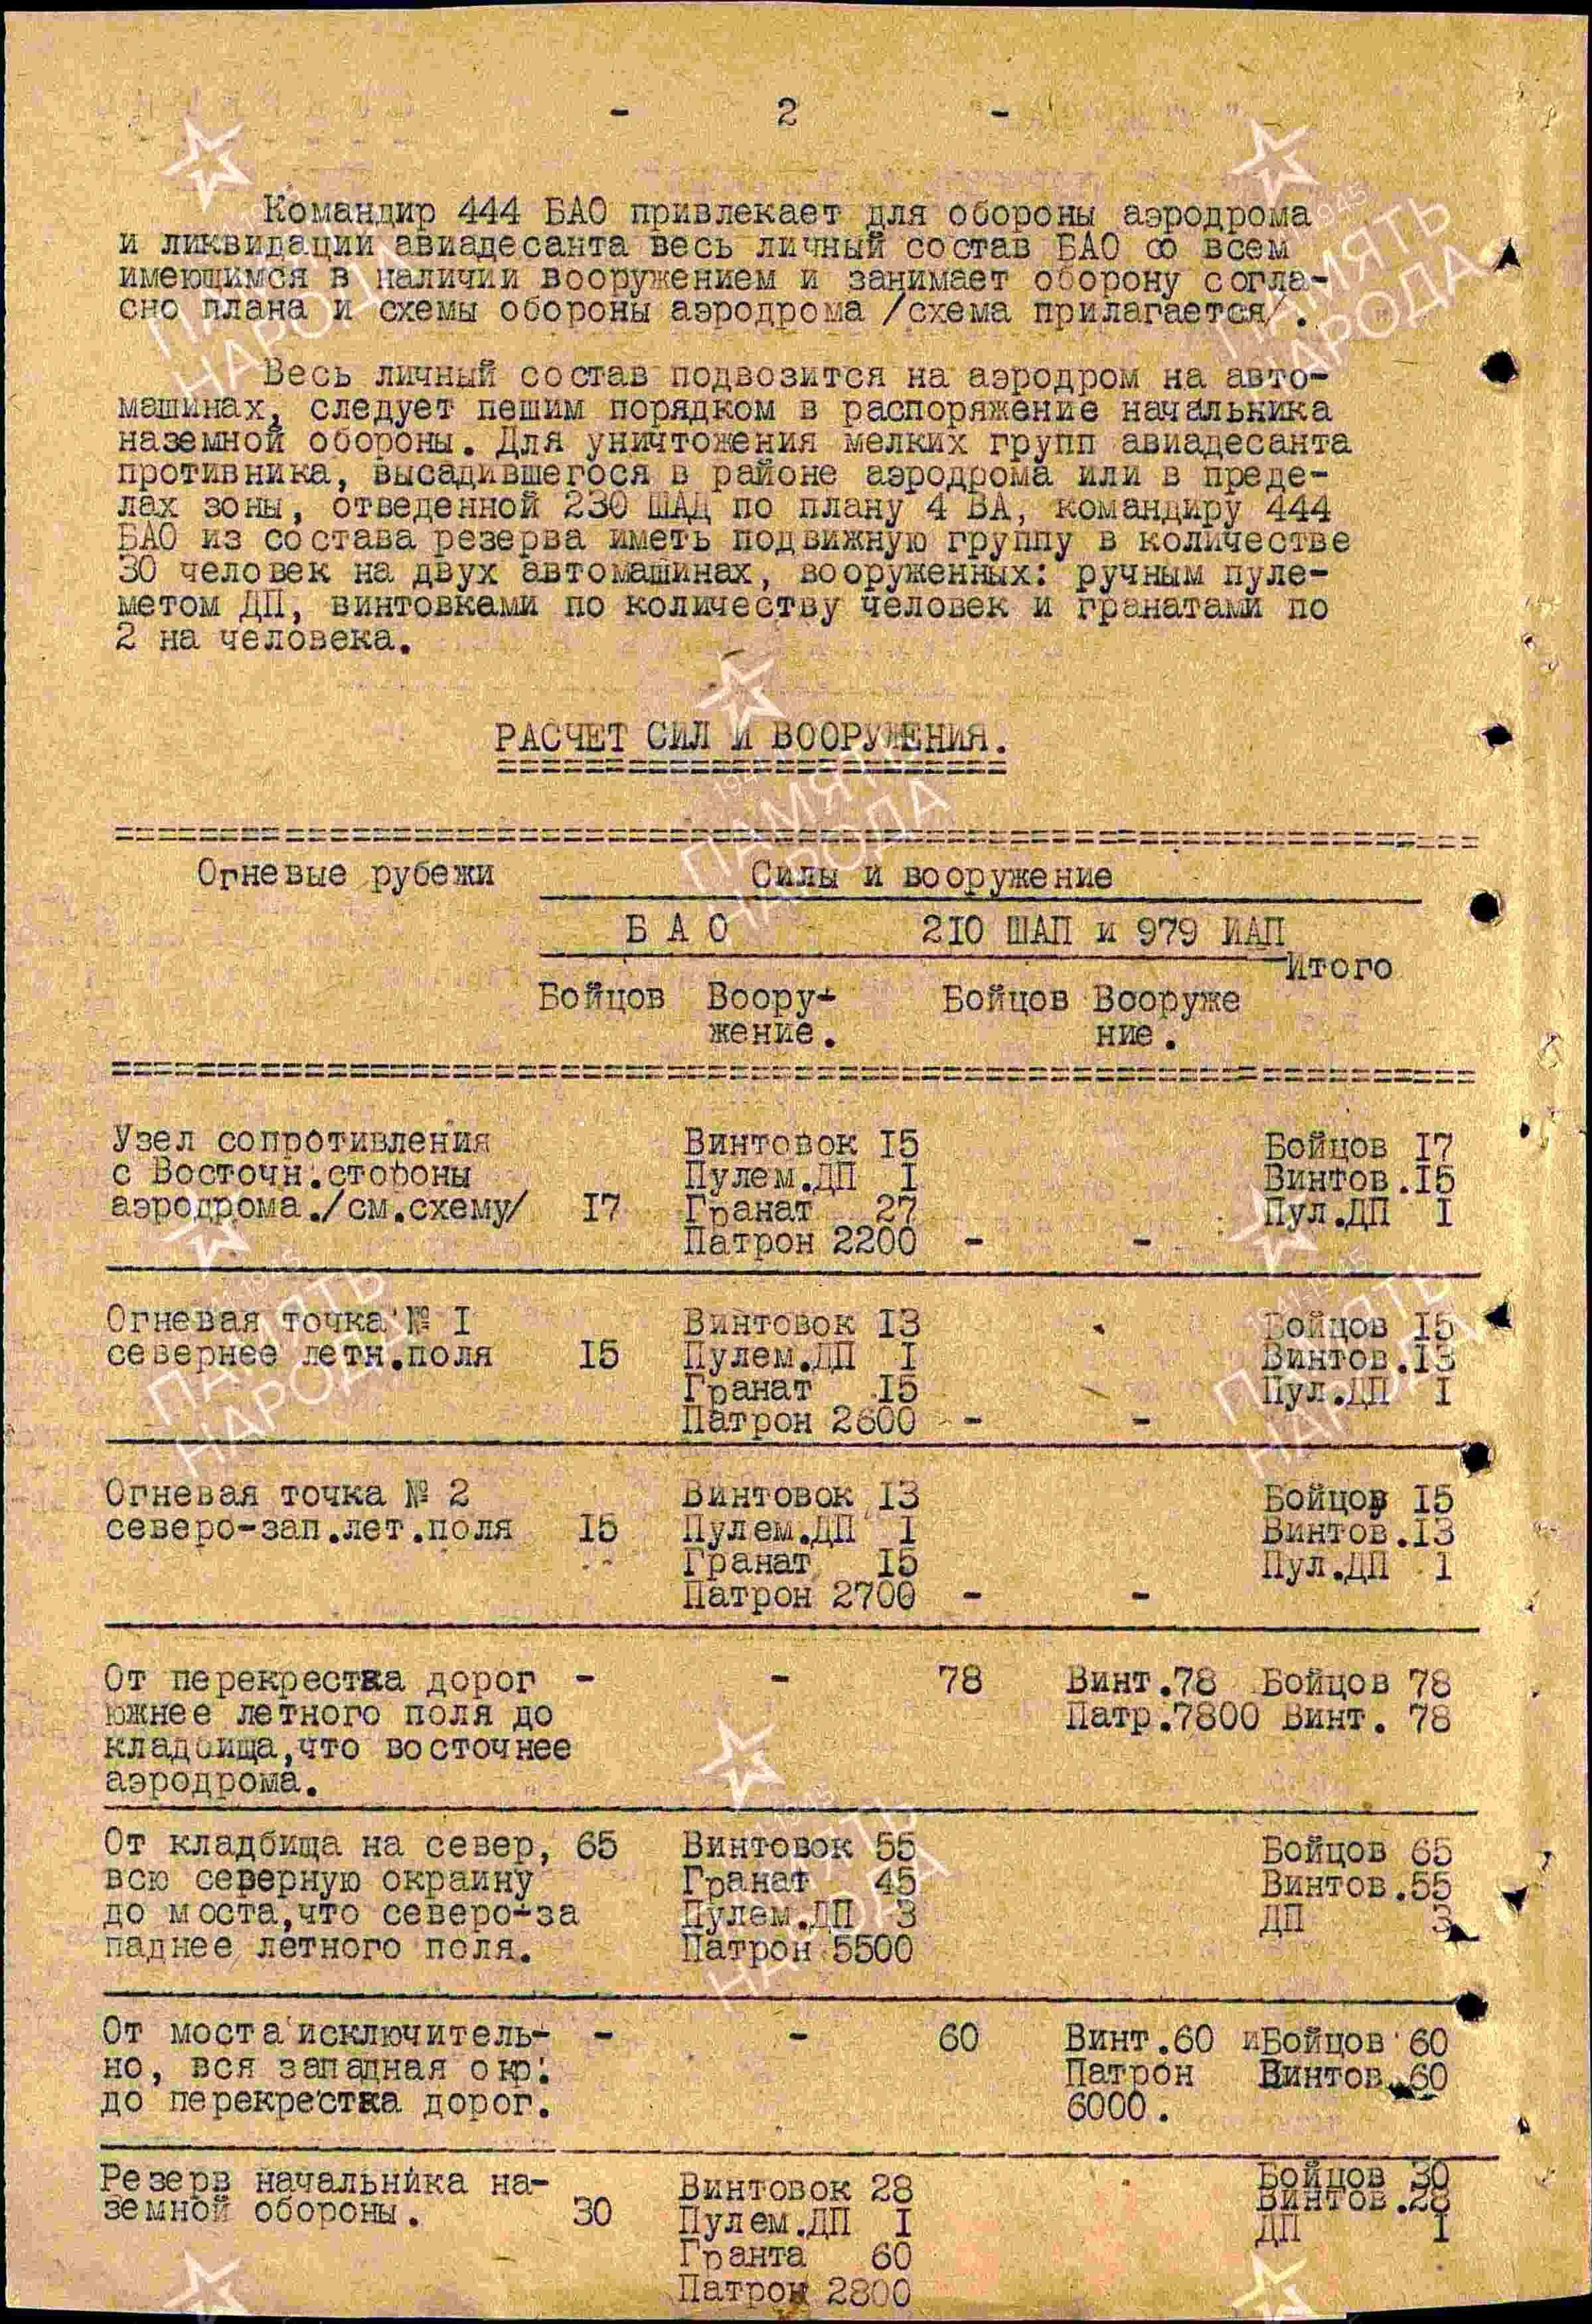 - 2 -
Командир 444 БАО привлекает для обороны аэродрома
и ликвидации авиадесанта весь личный состав БАО со всем
имеющимся в наличии вооружением и занимает оборону согла-
сно плана и схемы обороны аэродрома /схема прилагается/.
Весь личный состав подвозится на аэродром на авто-
машинах, следует пешим порядком в распоряжение начальника
наземной обороны. Для уничтожения мелких групп авиадесанта
противника, высадившегося в районе аэродрома или в преде-
лах зоны, отведенной 230 ШАД по плану 4 ВА, командиру 444
БАО из состава резерва иметь подвижную группу в количестве
30 человек на двух автомашинах, вооруженных: ручным пуле-
метом ДП, винтовками по количеству человек и гранатами по
2 на человека.
РАСЧЕТ СИЛ И ВООРУЖЕНИЯ.
Огневые рубежи Силы и вооружение
Б А О 210 ШАП и 979 ИАП
Итого
Бойцов Воору- Бойцов Вооруже
жение. ние.
Узел сопротивления Винтовок 15 Бойцов 17
с Восточн.стороны Пулем.ДП I Винтов.15
аэродрома./см.схему/ 17 Гранат 27 Пул.ДП I
Патрон 2200 - -
Огневая точка № I Винтовок 13 Бойцов 15
севернее летн.поля 15 Пулем.ДП I Винтов.13
Гранат 15 Пул.ДП I
Патрон 2600 - -
Огневая точка № 2 Винтовок 13 Бойцов 15
северо-зап.лет.поля 15 Пулем.ДП I Винтов.13
Гранат 15 Пул.ДП 1
Патрон 2700 - -
От перекрестка дорог - - 78 Винт.78 Бойцов 78
южнее летного поля до Патр.7800 Винт. 78
кладбища,что восточнее
аэродрома.
От кладбища на север, 65 Винтовок 55 Бойцов 65
всю северную окраину Гранат 45 Винтов.55
до моста,что северо-за Пулем.ДП 3 ДП 3
паднее летного поля. Патрон 5500
От моста исключитель- - - 60 Винт.60 иБойцов 60
но, вся западная окр. Патрон Винтов. 60
до перекрестка дорог. 6000.
Резерв начальника на- Винтовок 28 Бойцов 30
земной обороны. 30 Пулем.ДП I Винтов.28
Гранта 60 ДП I
Патрон 2800
ПАМЯТЬ
НАРОДА